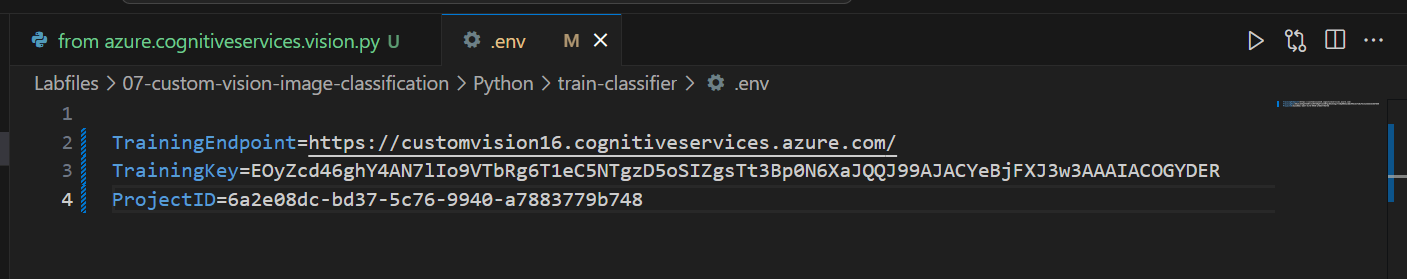 from azure.cognitiveservices.vision.py U
.env M
Labfiles > 07-custom-vision-image-classification > Python > train-classifier > .env
1
2 TrainingEndpoint=https://customvision16.cognitiveservices.azure.com/
3 TrainingKey=EOyZcd46ghY4AN7lIo9VTbRg6T1eC5NTgzD5oSIZgsTt3Bp0N6XaJQQJ99AJACYeBjFXJ3w3AAAIACOGYDER
4 ProjectID=6a2e08dc-bd37-5c76-9940-a7883779b748